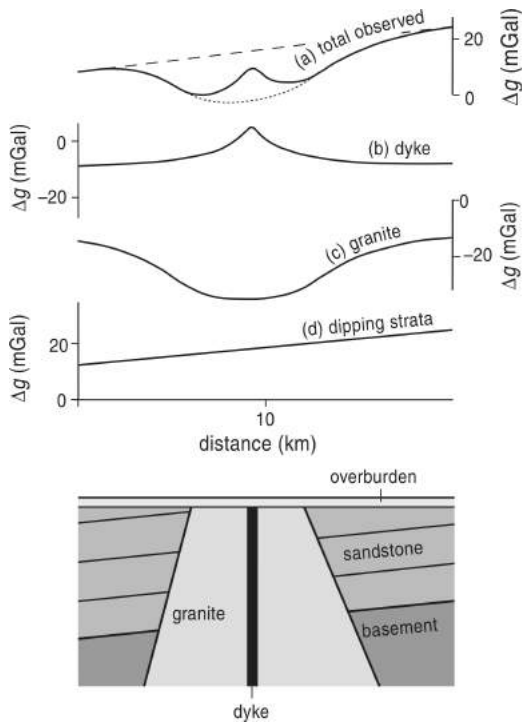 (a) total observed
20
0
Δg (mGal)
Δg (mGal)
0
−20
(b) dyke
0
−20
Δg (mGal)
(c) granite
Δg (mGal)
20
0
(d) dipping strata
10
distance (km)
overburden
sandstone
granite
basement
dyke